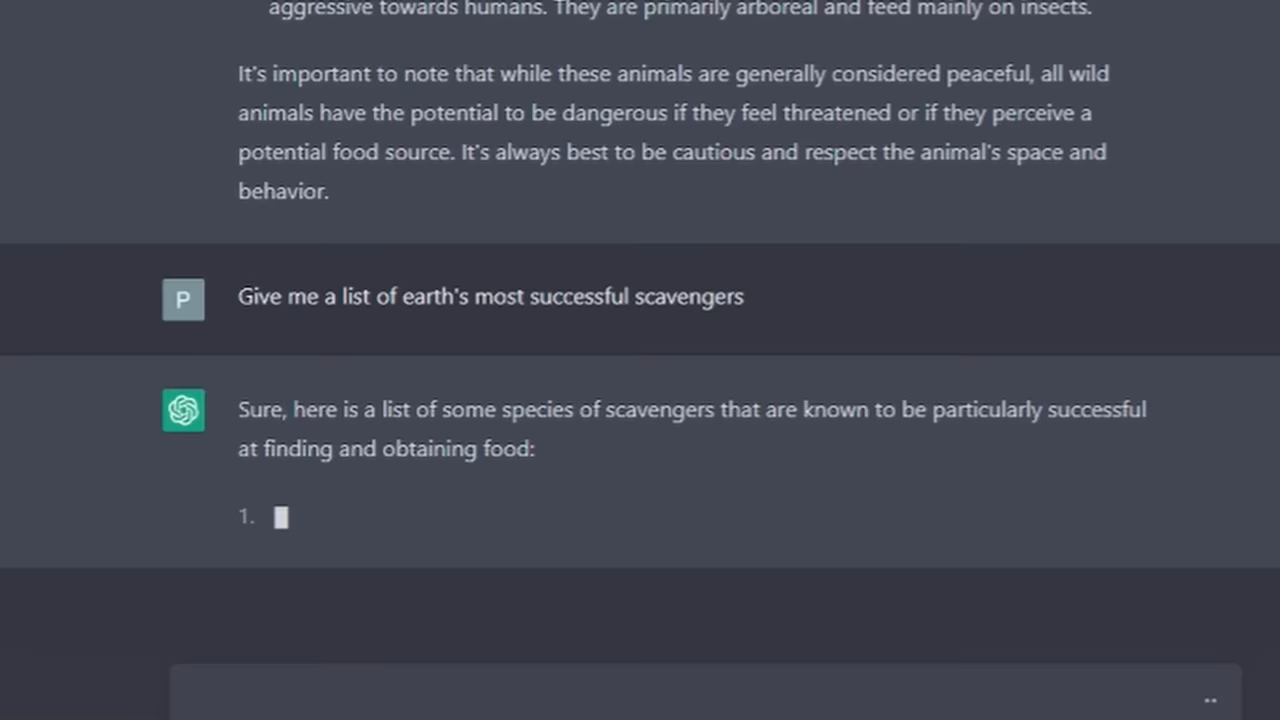 aggressive towards humans. They are primarily arboreal and feed mainly on insects.
It's important to note that while these animals are generally considered peaceful, all wild
animals have the potential to be dangerous if they feel threatened or if they perceive a
potential food source. It's always best to be cautious and respect the animal's space and
behavior.
P
Give me a list of earth's most successful scavengers
Sure, here is a list of some species of scavengers that are known to be particularly successful
at finding and obtaining food:
1.